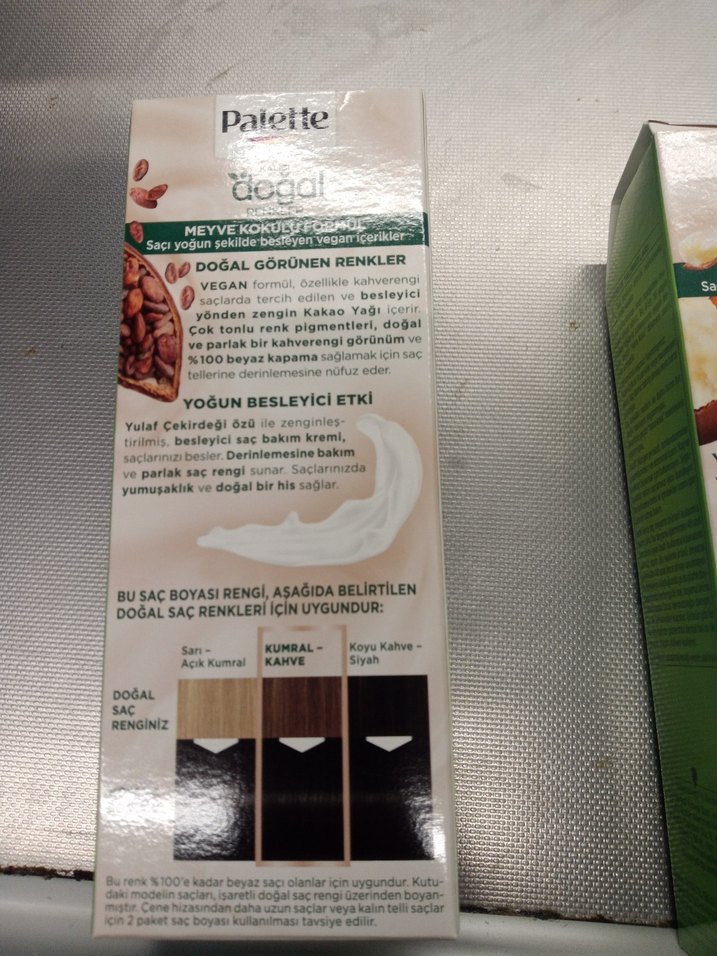 Palette
doğal
MEYVE KOKULU FORMÜL
Saçı yoğun şekilde besleyen vegan içerikler
DOĞAL GÖRÜNEN RENKLER
VEGAN formül, özellikle kahverengi
saçlarda tercih edilen ve besleyici
yönden zengin Kakao Yağı içerir.
Çok tonlu renk pigmentleri, doğal
ve parlak bir kahverengi görünüm ve
%100 beyaz kapama sağlamak için saç
tellerine derinlemesine nüfuz eder.
YOĞUN BESLEYİCİ ETKİ
Yulaf Çekirdeği özü ile zenginleş-
tirilmiş, besleyici saç bakım kremi,
saçlarınızı besler. Derinlemesine bakım
ve parlak saç rengi sunar. Saçlarınızda
yumuşaklık ve doğal bir his sağlar.
BU SAÇ BOYASI RENGİ, AŞAĞIDA BELİRTİLEN
DOĞAL SAÇ RENKLERİ İÇİN UYGUNDUR:
Sarı –
Açık Kumral
KUMRAL –
KAHVE
Koyu Kahve –
Siyah
DOĞAL
SAÇ
RENGİNİZ
Bu renk %100'e kadar beyaz saçı olanlar için uygundur. Kutu-
daki modelin saçları, işaretli doğal saç rengi üzerinden boyan-
mıştır. Çene hizasından daha uzun saçlar veya kalın telli saçlar
için 2 paket saç boyası kullanılması tavsiye edilir.
Sa